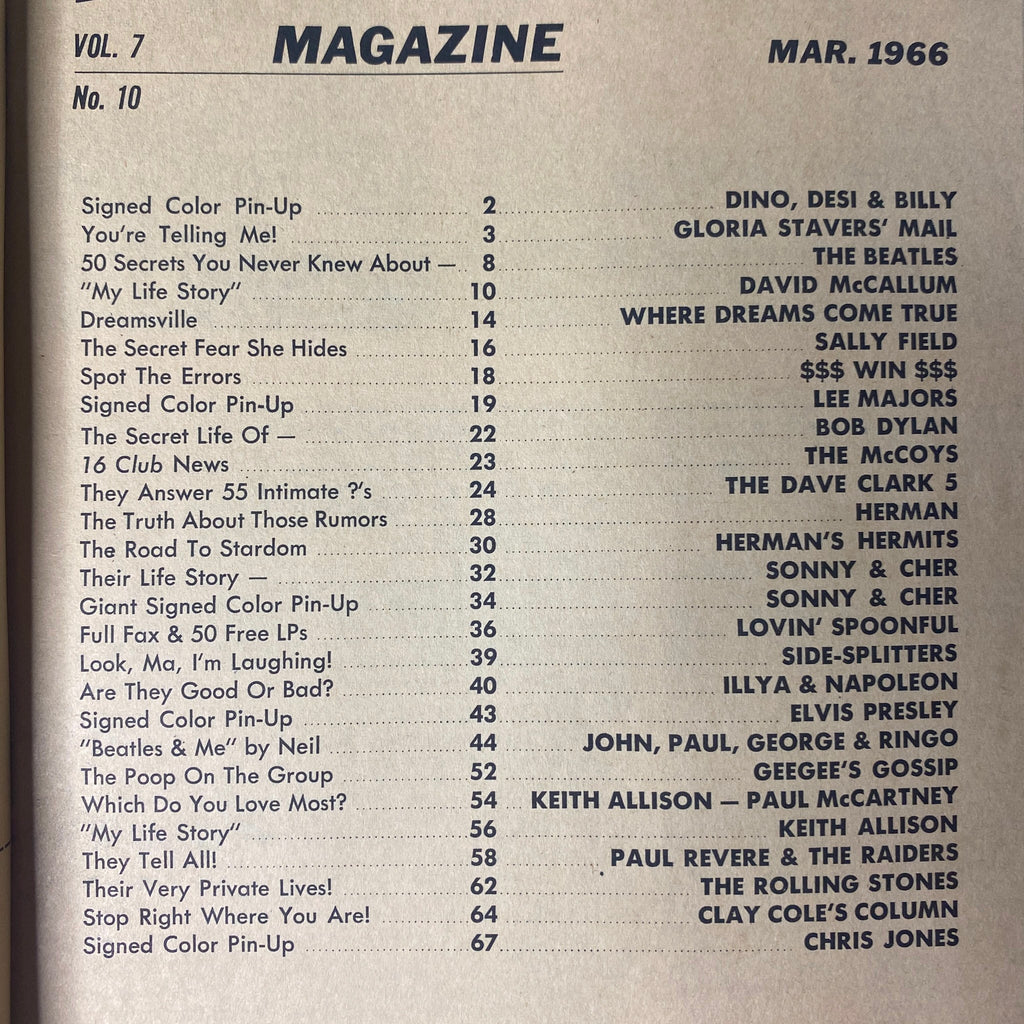 VOL. 7 MAGAZINE MAR. 1966
No. 10
Signed Color Pin-Up 2 DINO, DESI & BILLY
You're Telling Me! 3 GLORIA STAVERS' MAIL
50 Secrets You Never Knew About — 8 THE BEATLES
"My Life Story" 10 DAVID McCALLUM
Dreamsville 14 WHERE DREAMS COME TRUE
The Secret Fear She Hides 16 SALLY FIELD
Spot The Errors 18 $$$ WIN $$$
Signed Color Pin-Up 19 LEE MAJORS
The Secret Life Of — 22 BOB DYLAN
16 Club News 23 THE McCOYS
They Answer 55 Intimate ?'s 24 THE DAVE CLARK 5
The Truth About Those Rumors 28 HERMAN
The Road To Stardom 30 HERMAN'S HERMITS
Their Life Story — 32 SONNY & CHER
Giant Signed Color Pin-Up 34 SONNY & CHER
Full Fax & 50 Free LPs 36 LOVIN' SPOONFUL
Look, Ma, I'm Laughing! 39 SIDE-SPLITTERS
Are They Good Or Bad? 40 ILLYA & NAPOLEON
Signed Color Pin-Up 43 ELVIS PRESLEY
"Beatles & Me" by Neil 44 JOHN, PAUL, GEORGE & RINGO
The Poop On The Group 52 GEEGEE'S GOSSIP
Which Do You Love Most? 54 KEITH ALLISON — PAUL McCARTNEY
"My Life Story" 56 KEITH ALLISON
They Tell All! 58 PAUL REVERE & THE RAIDERS
Their Very Private Lives! 62 THE ROLLING STONES
Stop Right Where You Are! 64 CLAY COLE'S COLUMN
Signed Color Pin-Up 67 CHRIS JONES